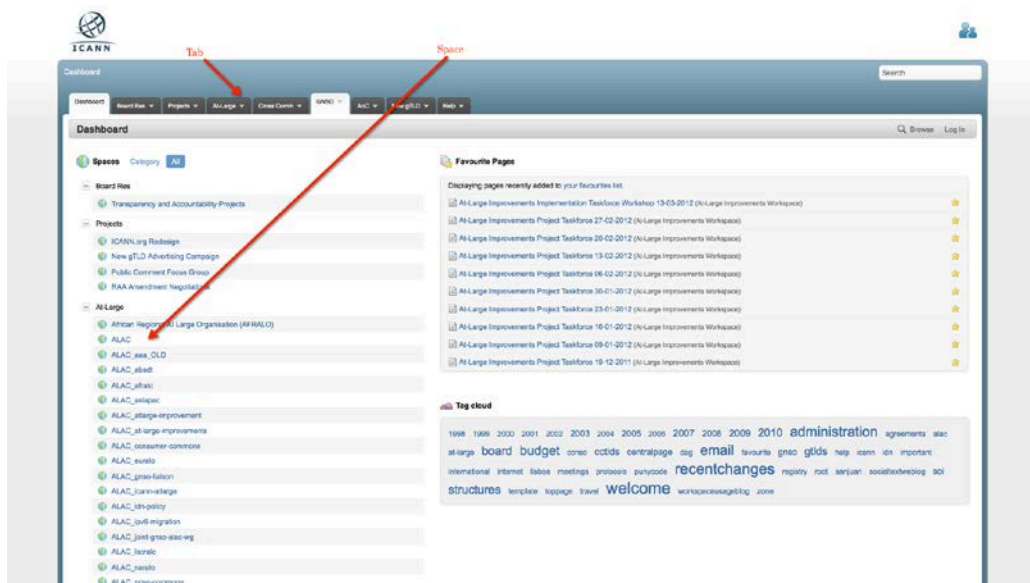 ICANN
Tab
Space
Dashboard
Search
Dashboard Board Res Projects At-Large Cross Comm GNSO AoC New gTLD Help
Dashboard
Browse Log In
Spaces Category All
Board Res
Transparency and Accountability Projects
Projects
ICANN.org Redesign
New gTLD Advertising Campaign
Public Comment Focus Group
RAA Amendment Negotiations
At-Large
African Regional At Large Organisation (AFRALO)
ALAC
ALAC_aaa_OLD
ALAC_absdt
ALAC_afralo
ALAC_asiapac
ALAC_atlarge-improvement
ALAC_at-large-improvements
ALAC_consumer-commons
ALAC_euralo
ALAC_gnso-liaison
ALAC_icann-atlarge
ALAC_idn-policy
ALAC_ipv6-migration
ALAC_joint-gnso-alac-wg
ALAC_lacralo
ALAC_naralo
Favourite Pages
Displaying pages recently added to your favourites list.
At-Large Improvements Implementation Taskforce Workshop 13-03-2012 (At-Large Improvements Workspace)
At-Large Improvements Project Taskforce 27-02-2012 (At-Large Improvements Workspace)
At-Large Improvements Project Taskforce 20-02-2012 (At-Large Improvements Workspace)
At-Large Improvements Project Taskforce 13-02-2012 (At-Large Improvements Workspace)
At-Large Improvements Project Taskforce 06-02-2012 (At-Large Improvements Workspace)
At-Large Improvements Project Taskforce 30-01-2012 (At-Large Improvements Workspace)
At-Large Improvements Project Taskforce 23-01-2012 (At-Large Improvements Workspace)
At-Large Improvements Project Taskforce 16-01-2012 (At-Large Improvements Workspace)
At-Large Improvements Project Taskforce 09-01-2012 (At-Large Improvements Workspace)
At-Large Improvements Project Taskforce 19-12-2011 (At-Large Improvements Workspace)
Tag cloud
1998 1999 2000 2001 2002 2003 2004 2005 2006 2007 2008 2009 2010 administration agreements alac
at-large board budget ccnso cctlds centralpage dag email favourite gnso gtlds help icann idn important
international internet lisbos meetings protocols punycode recentchanges registry root sanjuan socialtextweblog soi
structures template toppage travel welcome workspaceusageblog zone